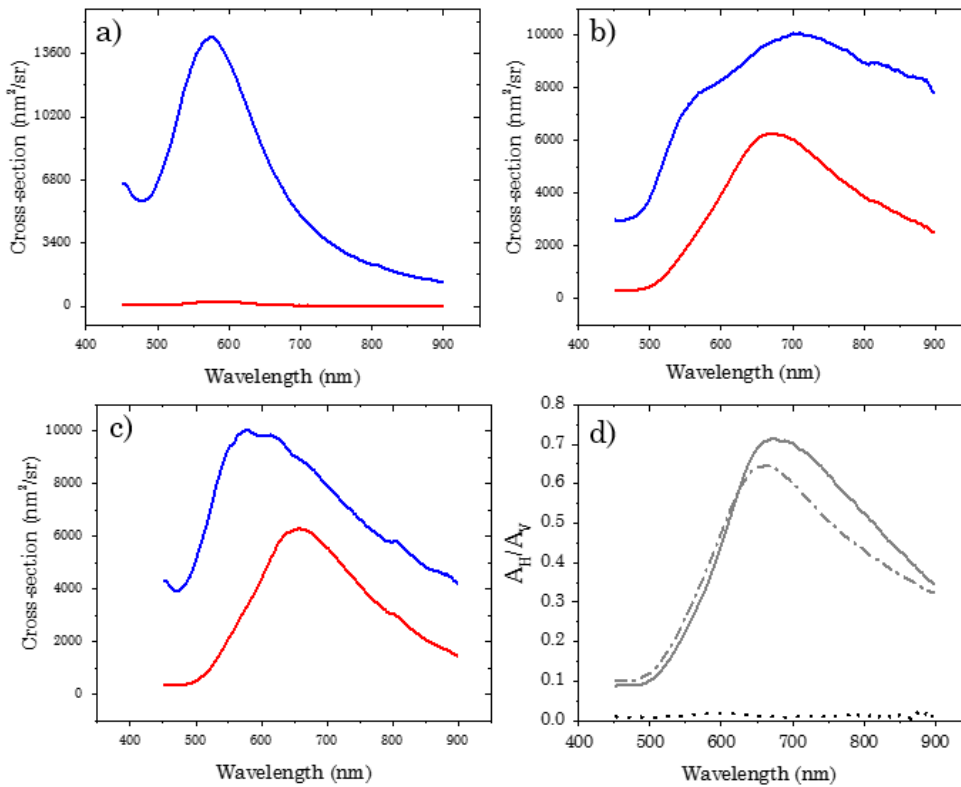 a)
Cross-section (nm²/sr)
13600
10200
6800
3400
0
400 500 600 700 800 900
Wavelength (nm)
b)
Cross-section (nm²/sr)
10000
8000
6000
4000
2000
0
400 500 600 700 800 900
Wavelength (nm)
c)
Cross-section (nm²/sr)
10000
8000
6000
4000
2000
0
400 500 600 700 800 900
Wavelength (nm)
d)
A_H/A_V
0.8
0.7
0.6
0.5
0.4
0.3
0.2
0.1
0.0
400 500 600 700 800 900
Wavelength (nm)